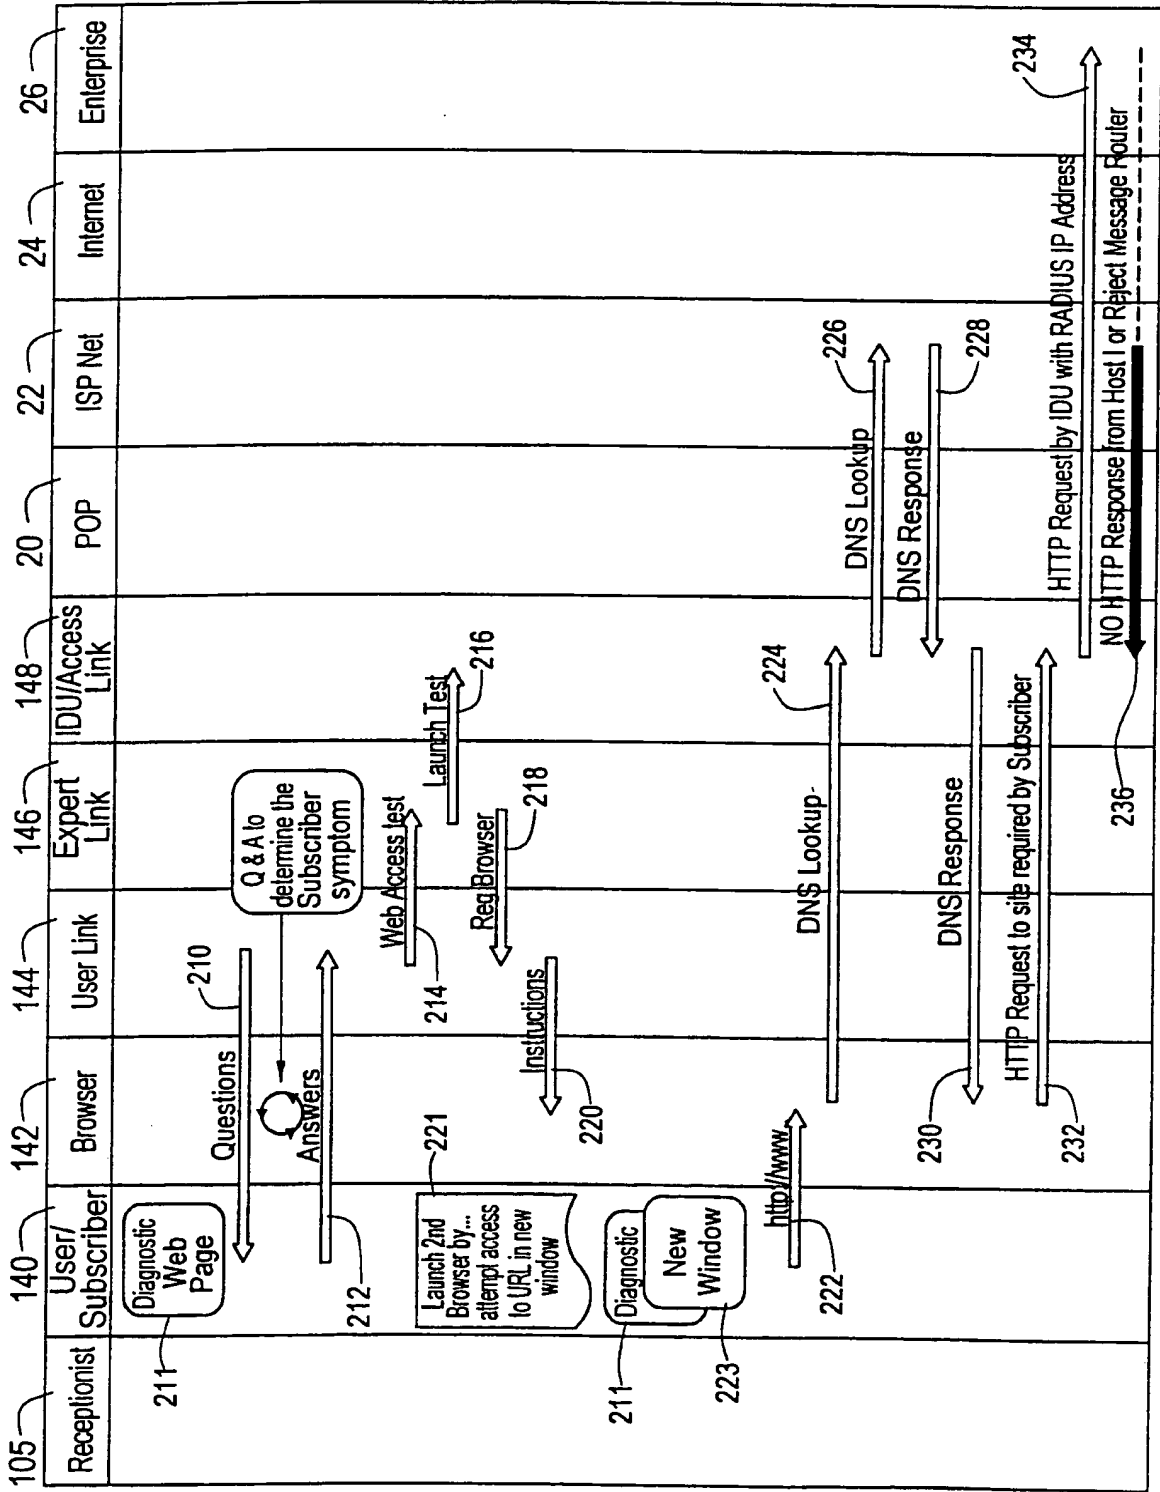 105
140
142
144
146
148
20
22
24
26
Receptionist
User/
Subscriber
Browser
User Link
Expert
Link
IDU/Access
Link
POP
ISP Net
Internet
Enterprise
Diagnostic
Web
Page
211
Questions
210
Q & A to
determine the
Subscriber
symptom
Answers
212
Web Access test
214
Launch Test
216
Reg Browser
218
Launch 2nd
Browser by...
attempt access
to URL in new
window
221
Instructions
220
Diagnostic
New
Window
211
223
http://www
222
DNS Lookup-
224
DNS Lookup
226
DNS Response
228
DNS Response
230
HTTP Request to site required by Subscriber
232
HTTP Request by IDU with RADIUS IP Address
234
NO HTTP Response from Host I or Reject Message Router
236